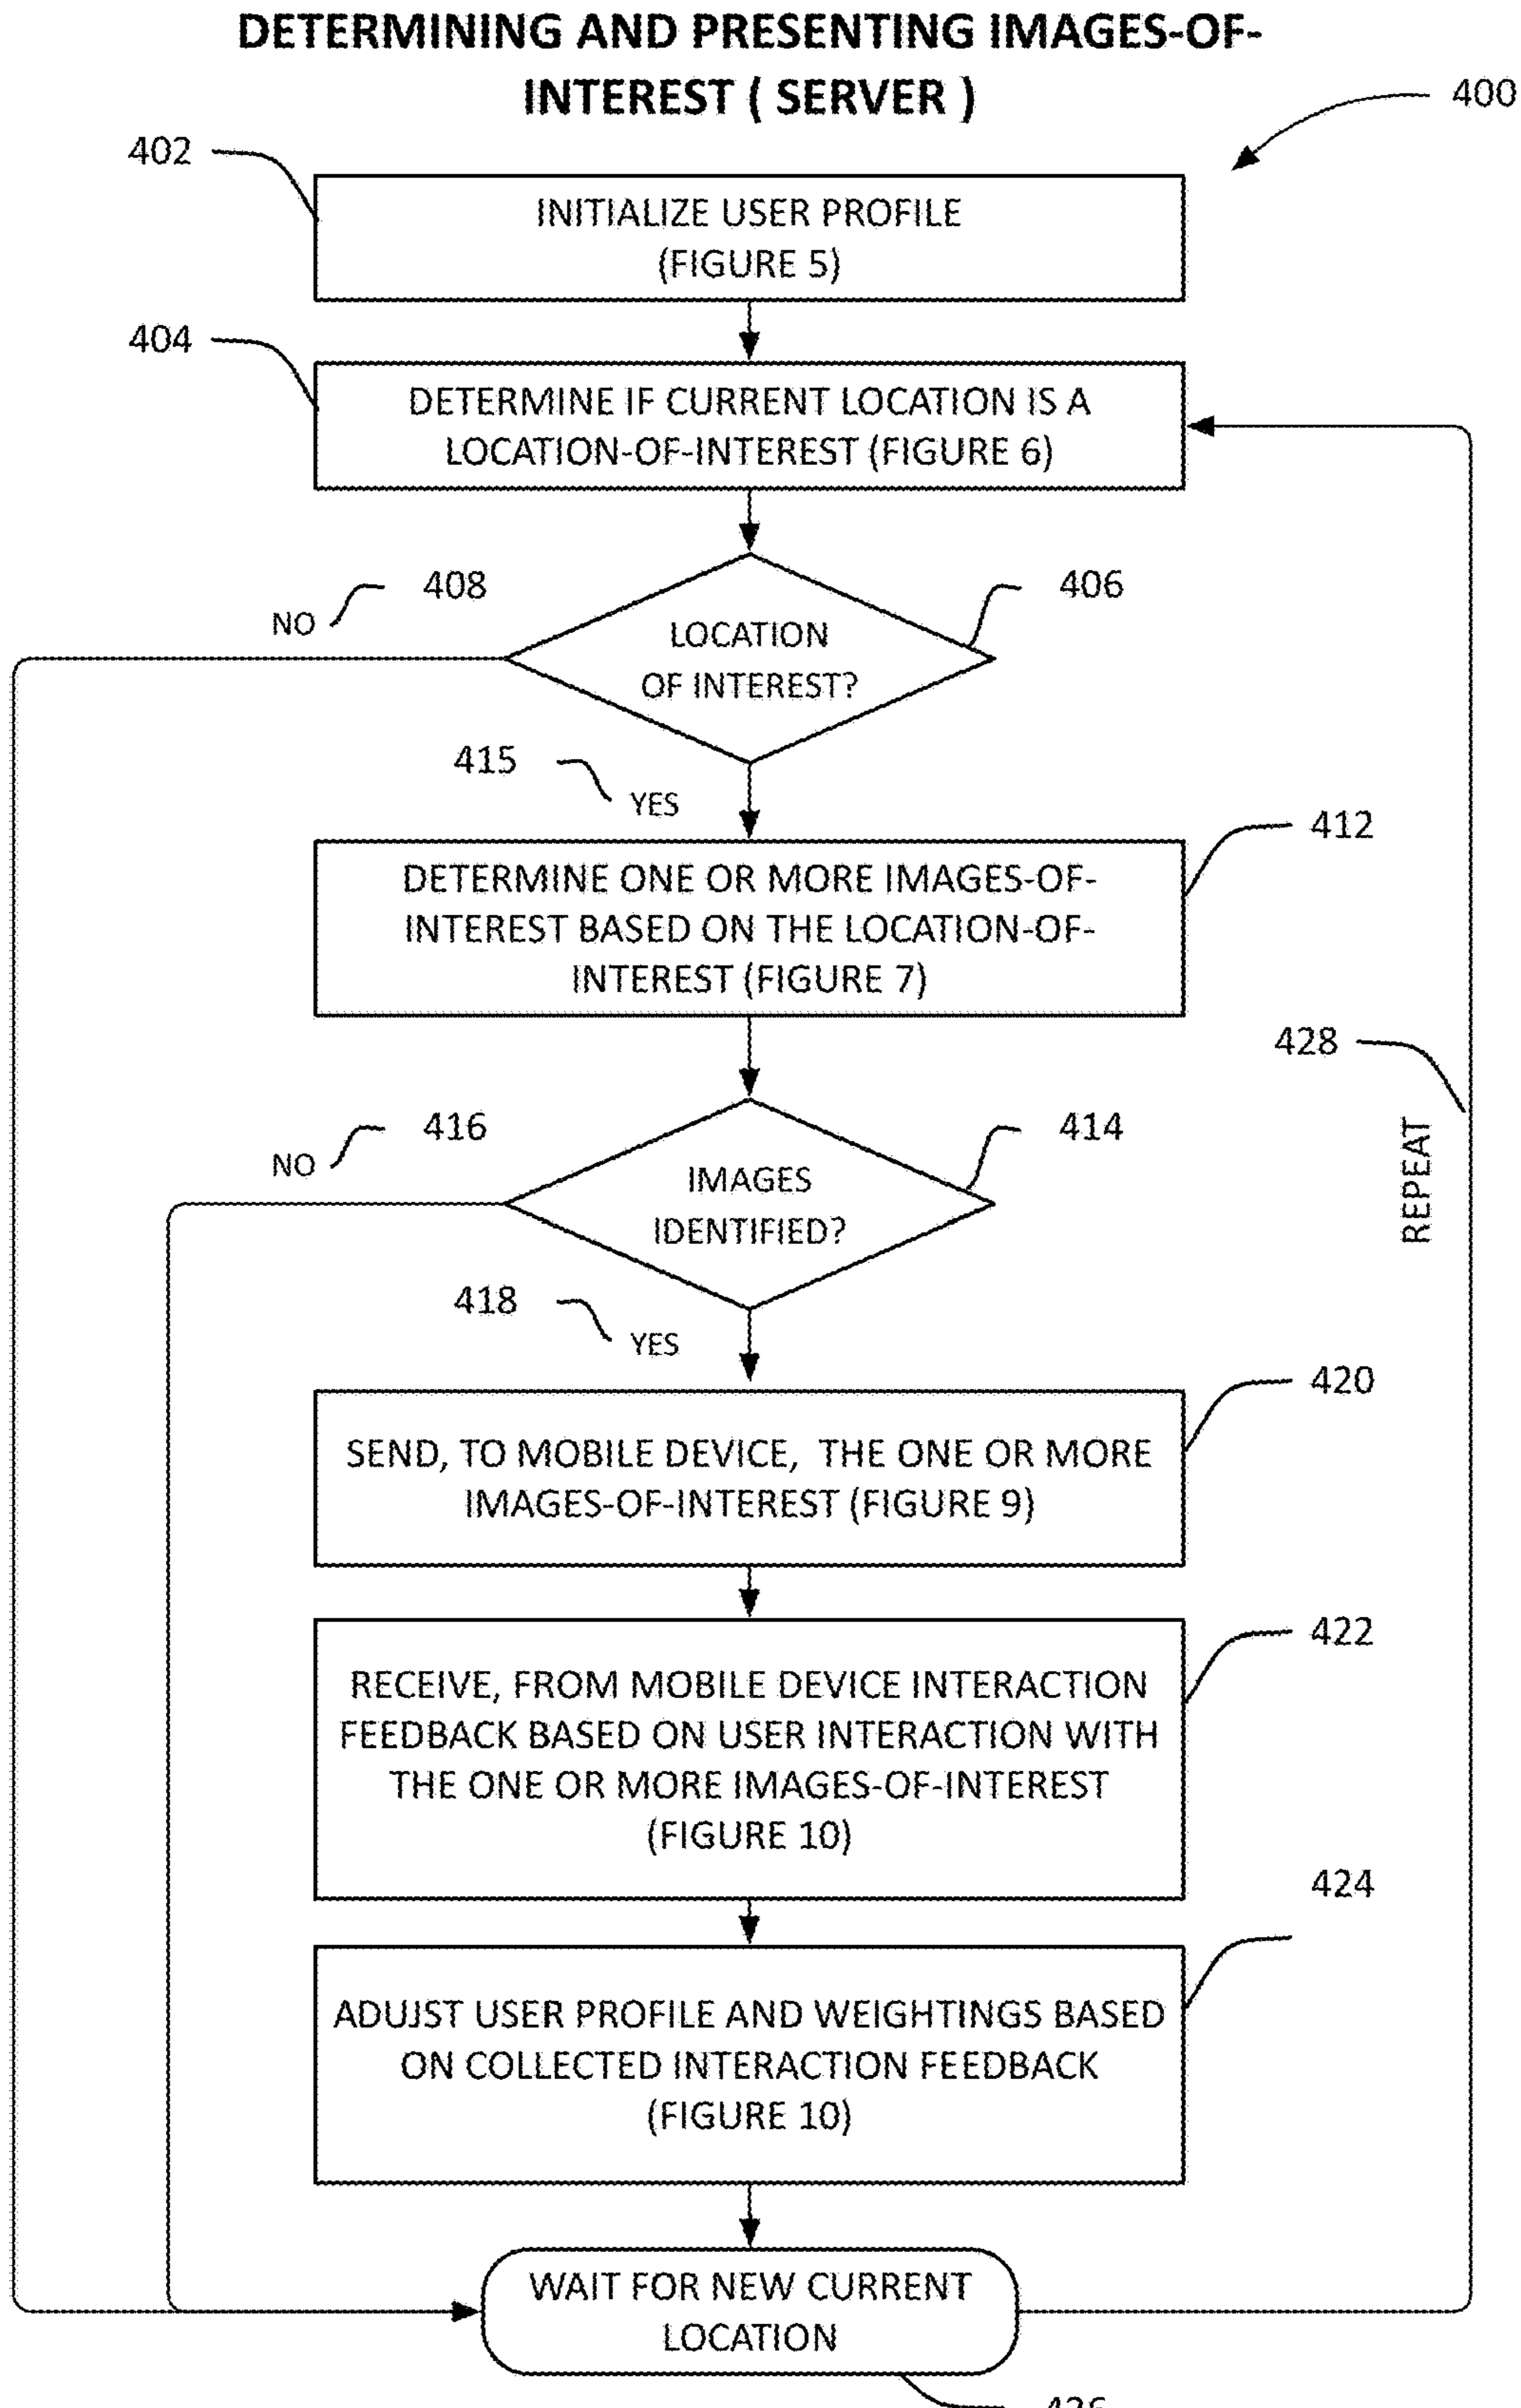 DETERMINING AND PRESENTING IMAGES-OF-
INTEREST ( SERVER )
400
402
INITIALIZE USER PROFILE
(FIGURE 5)
404
DETERMINE IF CURRENT LOCATION IS A
LOCATION-OF-INTEREST (FIGURE 6)
408
406
NO
LOCATION
OF INTEREST?
415
YES
412
DETERMINE ONE OR MORE IMAGES-OF-
INTEREST BASED ON THE LOCATION-OF-
INTEREST (FIGURE 7)
428
REPEAT
416
414
NO
IMAGES
IDENTIFIED?
418
YES
420
SEND, TO MOBILE DEVICE, THE ONE OR MORE
IMAGES-OF-INTEREST (FIGURE 9)
422
RECEIVE, FROM MOBILE DEVICE INTERACTION
FEEDBACK BASED ON USER INTERACTION WITH
THE ONE OR MORE IMAGES-OF-INTEREST
(FIGURE 10)
424
ADUJST USER PROFILE AND WEIGHTINGS BASED
ON COLLECTED INTERACTION FEEDBACK
(FIGURE 10)
WAIT FOR NEW CURRENT
LOCATION